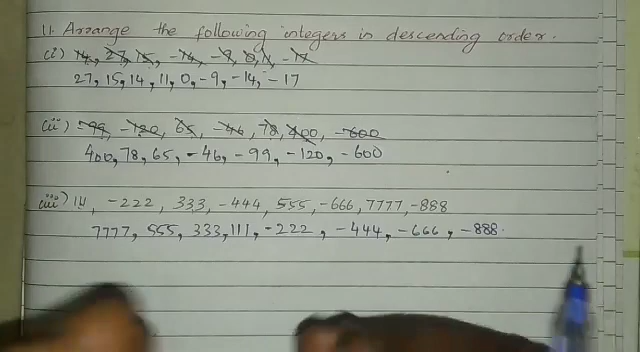 11. Arrange the following integers in descending order.
(i) 14, 27, 15, -14, -9, 0, 11, -17
27, 15, 14, 11, 0, -9, -14, -17
(ii) -99, -120, 65, -46, 78, 400, -600
400, 78, 65, -46, -99, -120, -600
(iii) 111, -222, 333, -444, 555, -666, 7777, -888
7777, 555, 333, 111, -222, -444, -666, -888.